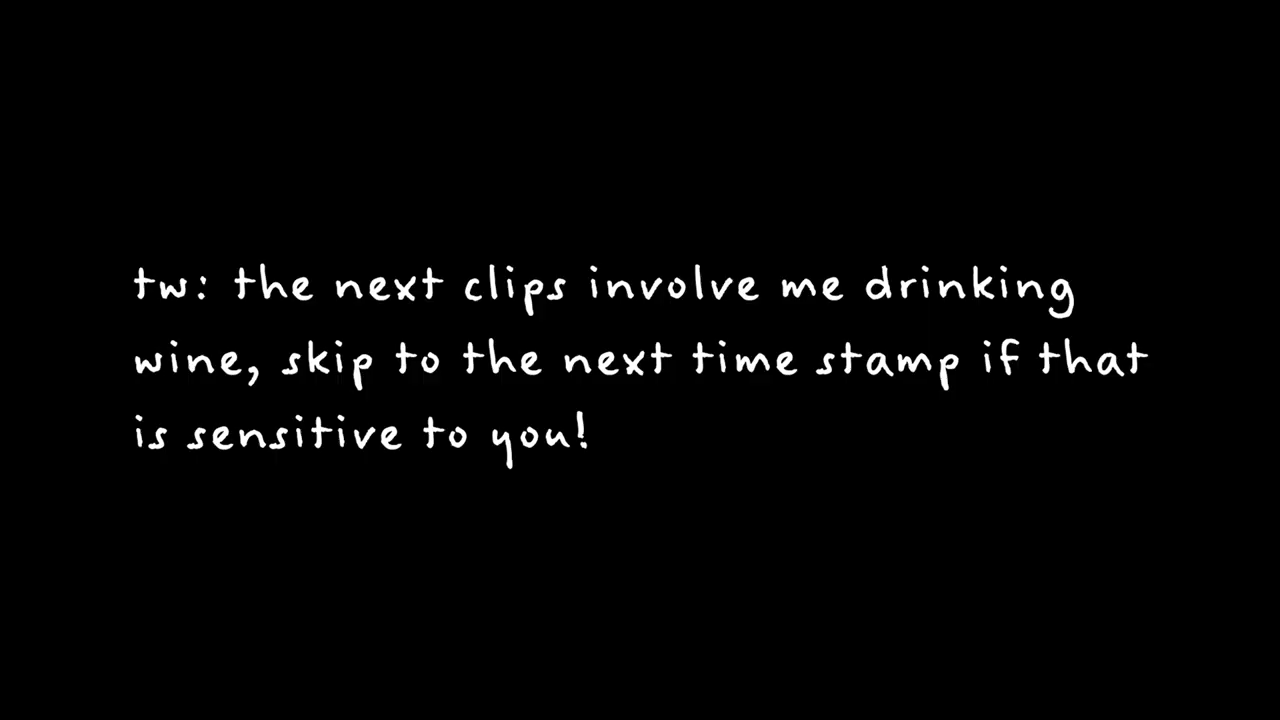 tw: the next clips involve me drinking
wine, skip to the next time stamp if that
is sensitive to you!